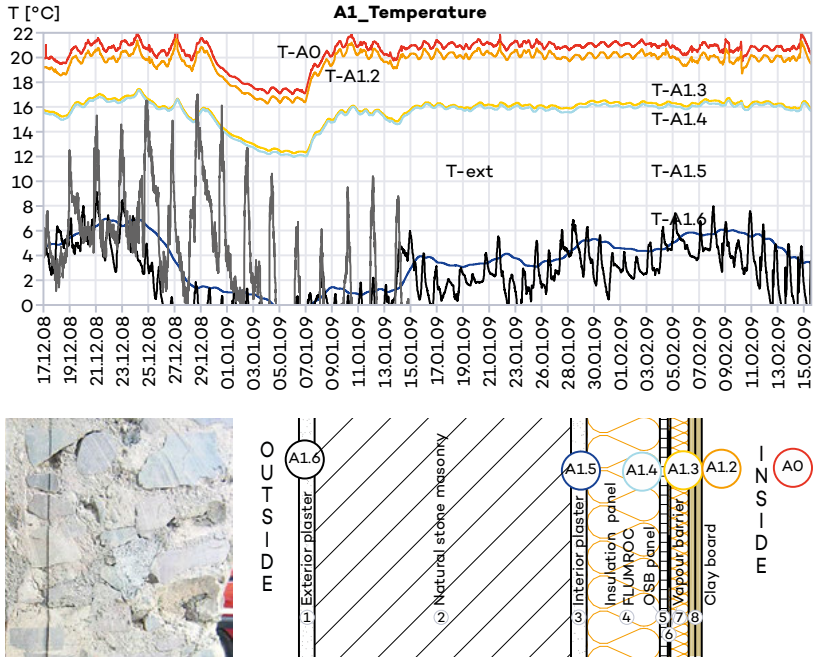 T [°C]
A1_Temperature
22
20
18
16
14
12
10
8
6
4
2
0
T-A0
T-A1.2
T-A1.3
T-A1.4
T-ext
T-A1.5
T-A1.6
17.12.08
19.12.08
21.12.08
23.12.08
25.12.08
27.12.08
29.12.08
01.01.09
03.01.09
05.01.09
07.01.09
09.01.09
11.01.09
13.01.09
15.01.09
17.01.09
19.01.09
21.01.09
23.01.09
26.01.09
28.01.09
30.01.09
01.02.09
03.02.09
05.02.09
07.02.09
09.02.09
11.02.09
13.02.09
15.02.09
OUTSIDE
A1.6
Exterior plaster
1
Natural stone masonry
2
A1.5
Interior plaster
3
Insulation panel
FLUMROC
4
A1.4
OSB panel
5
6
A1.3
Vapour barrier
7
8
A1.2
Clay board
INSIDE
A0